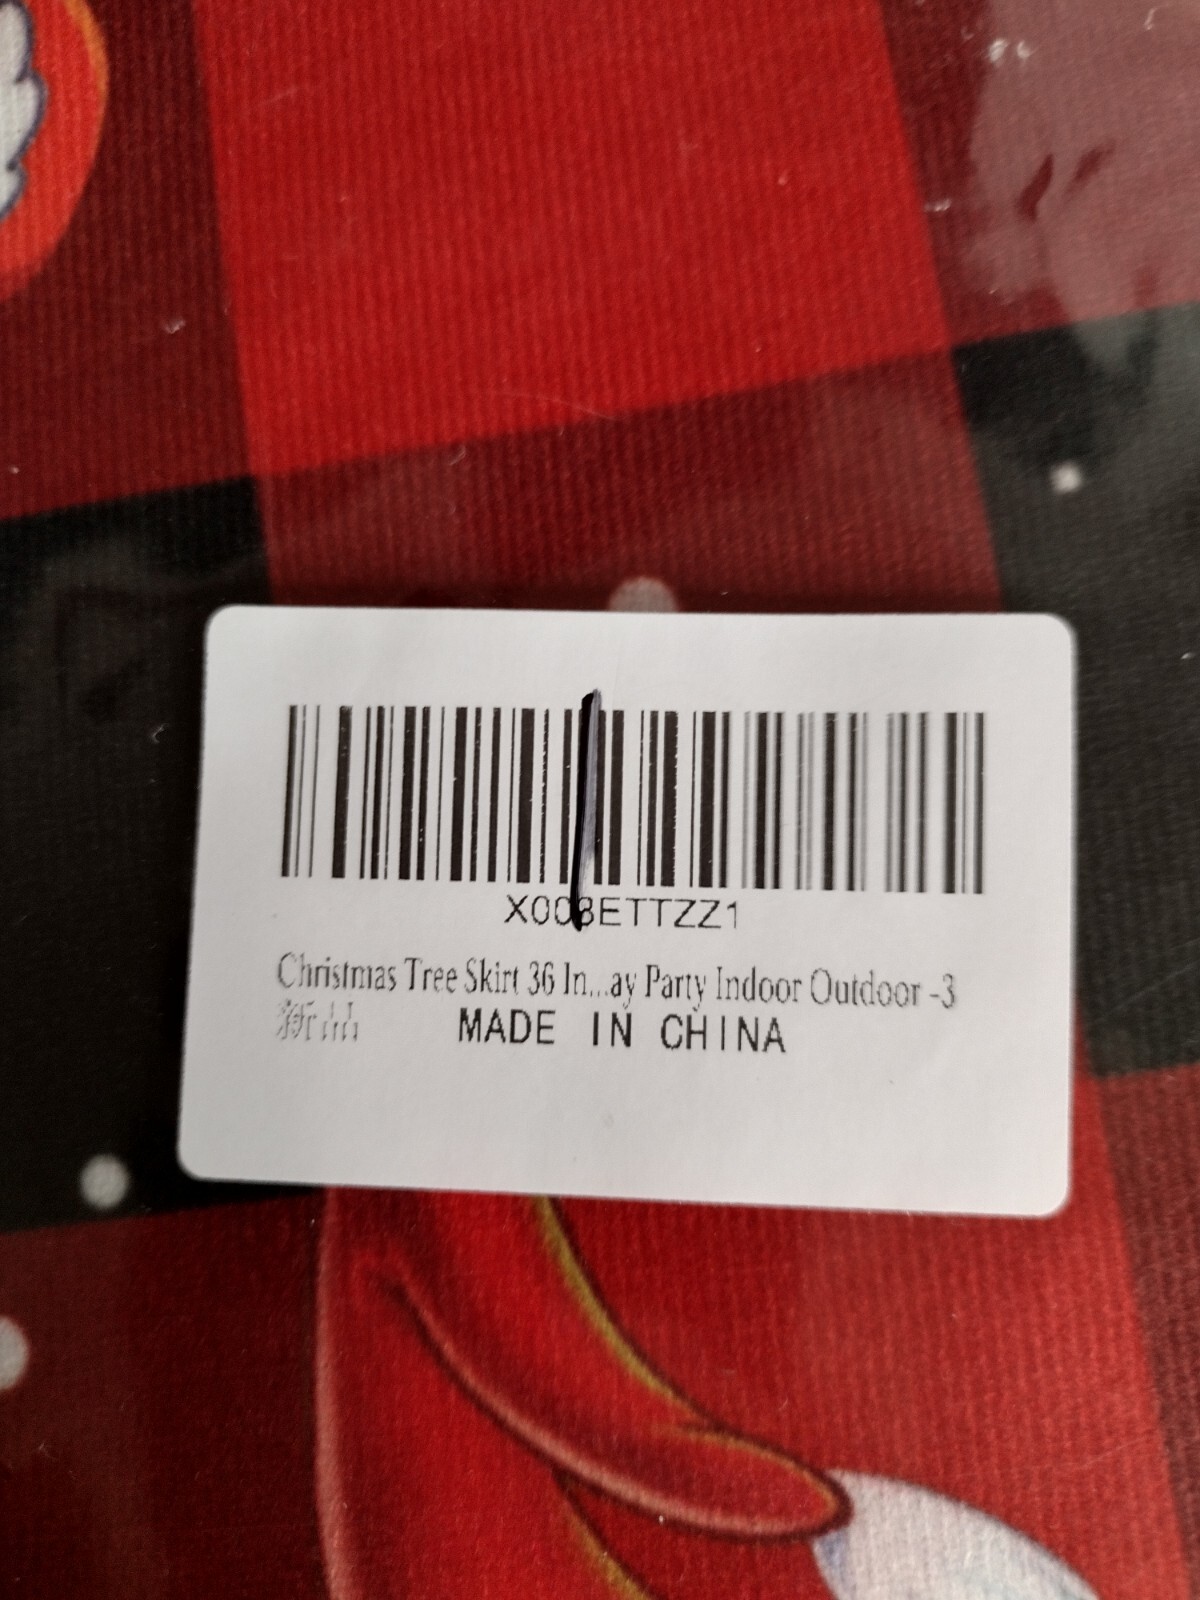 X003ETTZZ1
Christmas Tree Skirt 36 In...ay Party Indoor Outdoor -3
新品 MADE IN CHINA